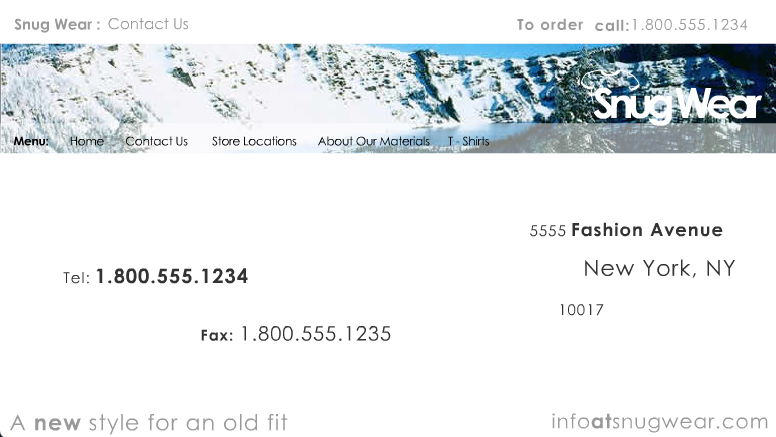 Snug Wear : Contact Us
To order call:1.800.555.1234
Snug Wear
Menu: Home Contact Us Store Locations About Our Materials T - Shirts
5555 Fashion Avenue
New York, NY
10017
Tel: 1.800.555.1234
Fax: 1.800.555.1235
A new style for an old fit
infoatsnugwear.com